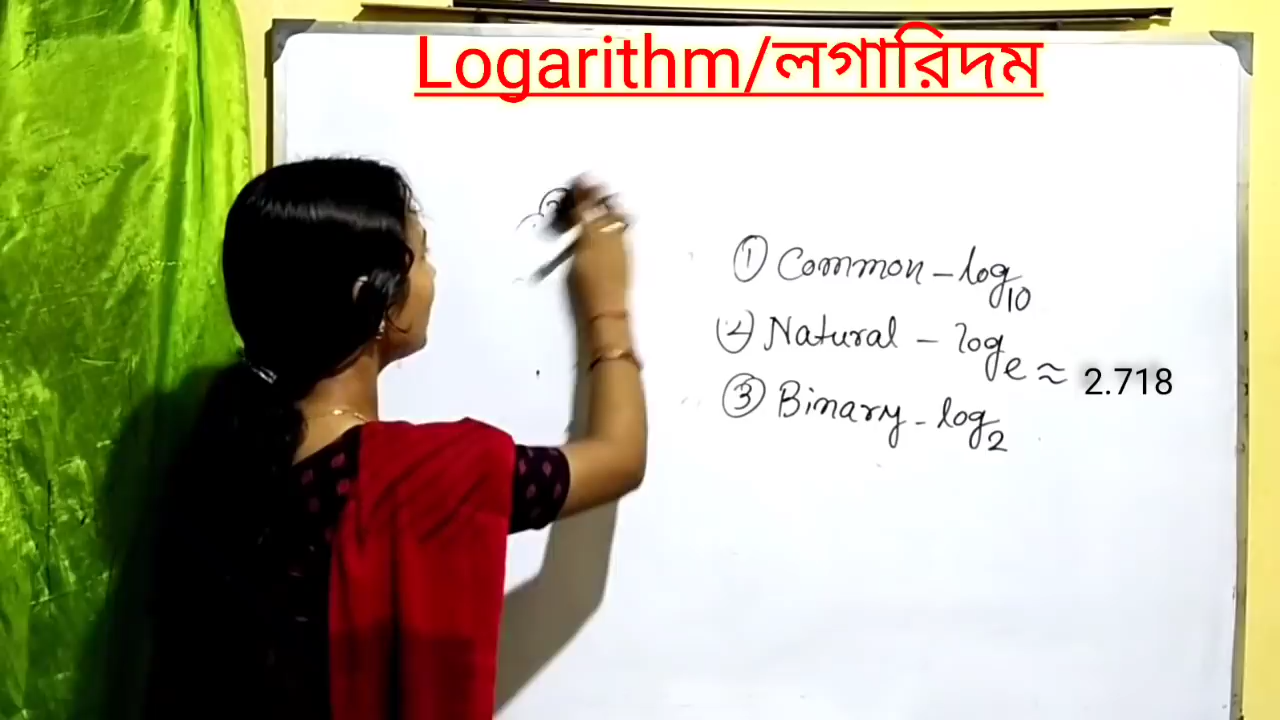 Logarithm/লগারিদম
① Common - log₁₀
② Natural - logₑ ≈ 2.718
③ Binary - log₂